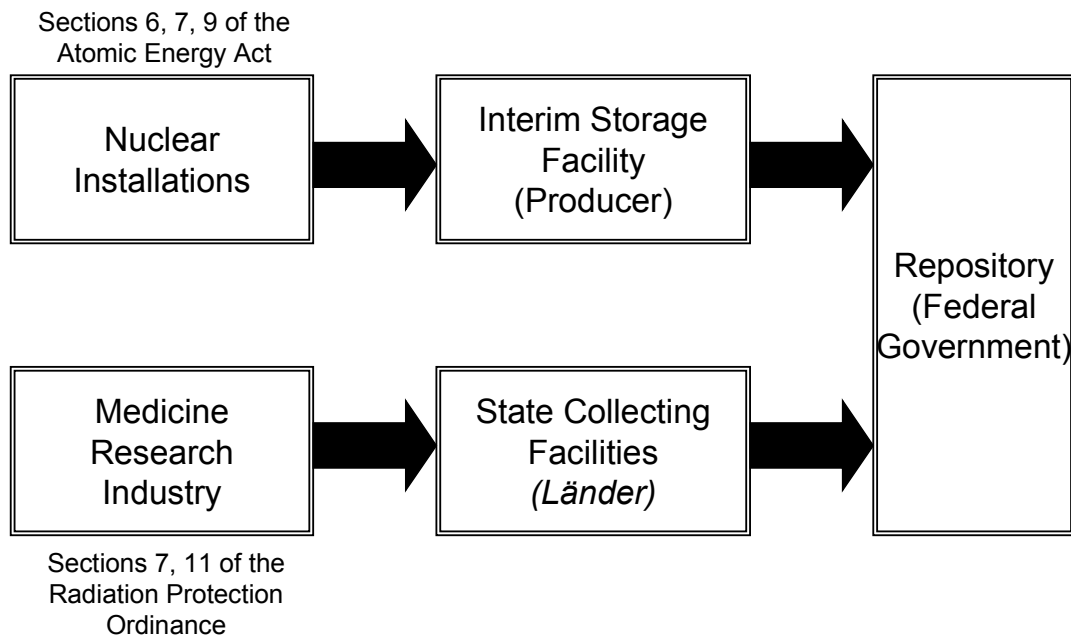 Sections 6, 7, 9 of the
Atomic Energy Act
Nuclear
Installations
Interim Storage
Facility
(Producer)
Repository
(Federal
Government)
Medicine
Research
Industry
State Collecting
Facilities
(Länder)
Sections 7, 11 of the
Radiation Protection
Ordinance